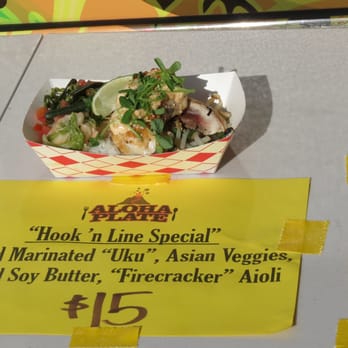 ALOHA
PLATE
"Hook 'n Line Special"
Marinated "Uku", Asian Veggies,
Soy Butter, "Firecracker" Aioli
$15